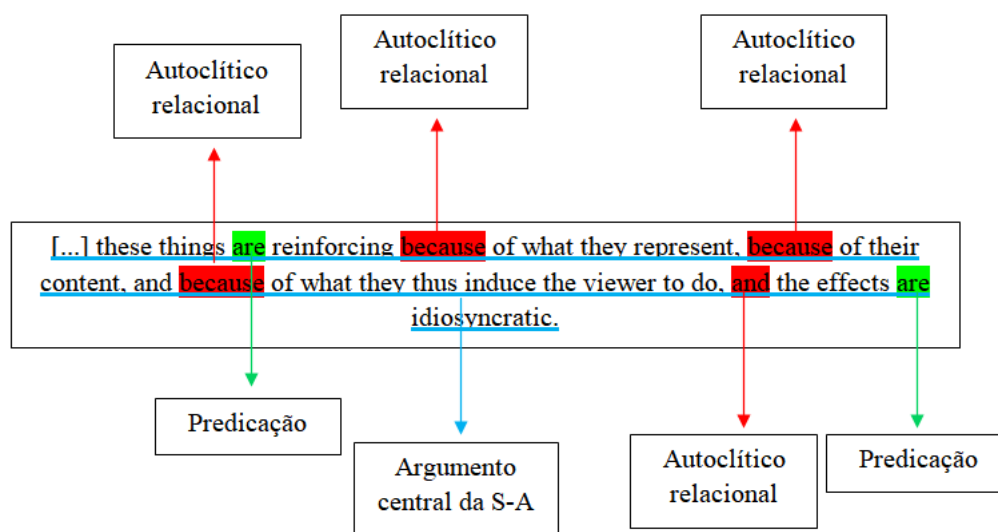 Autoclítico
relacional
Autoclítico
relacional
Autoclítico
relacional
[...] these things are reinforcing because of what they represent, because of their
content, and because of what they thus induce the viewer to do, and the effects are
idiosyncratic.
Predicação
Argumento
central da S-A
Autoclítico
relacional
Predicação